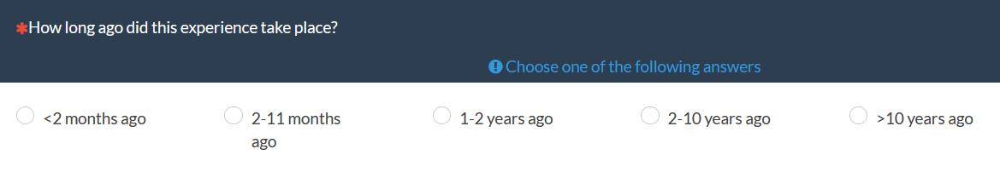 ✱How long ago did this experience take place?
Choose one of the following answers
<2 months ago
2-11 months
ago
1-2 years ago
2-10 years ago
>10 years ago